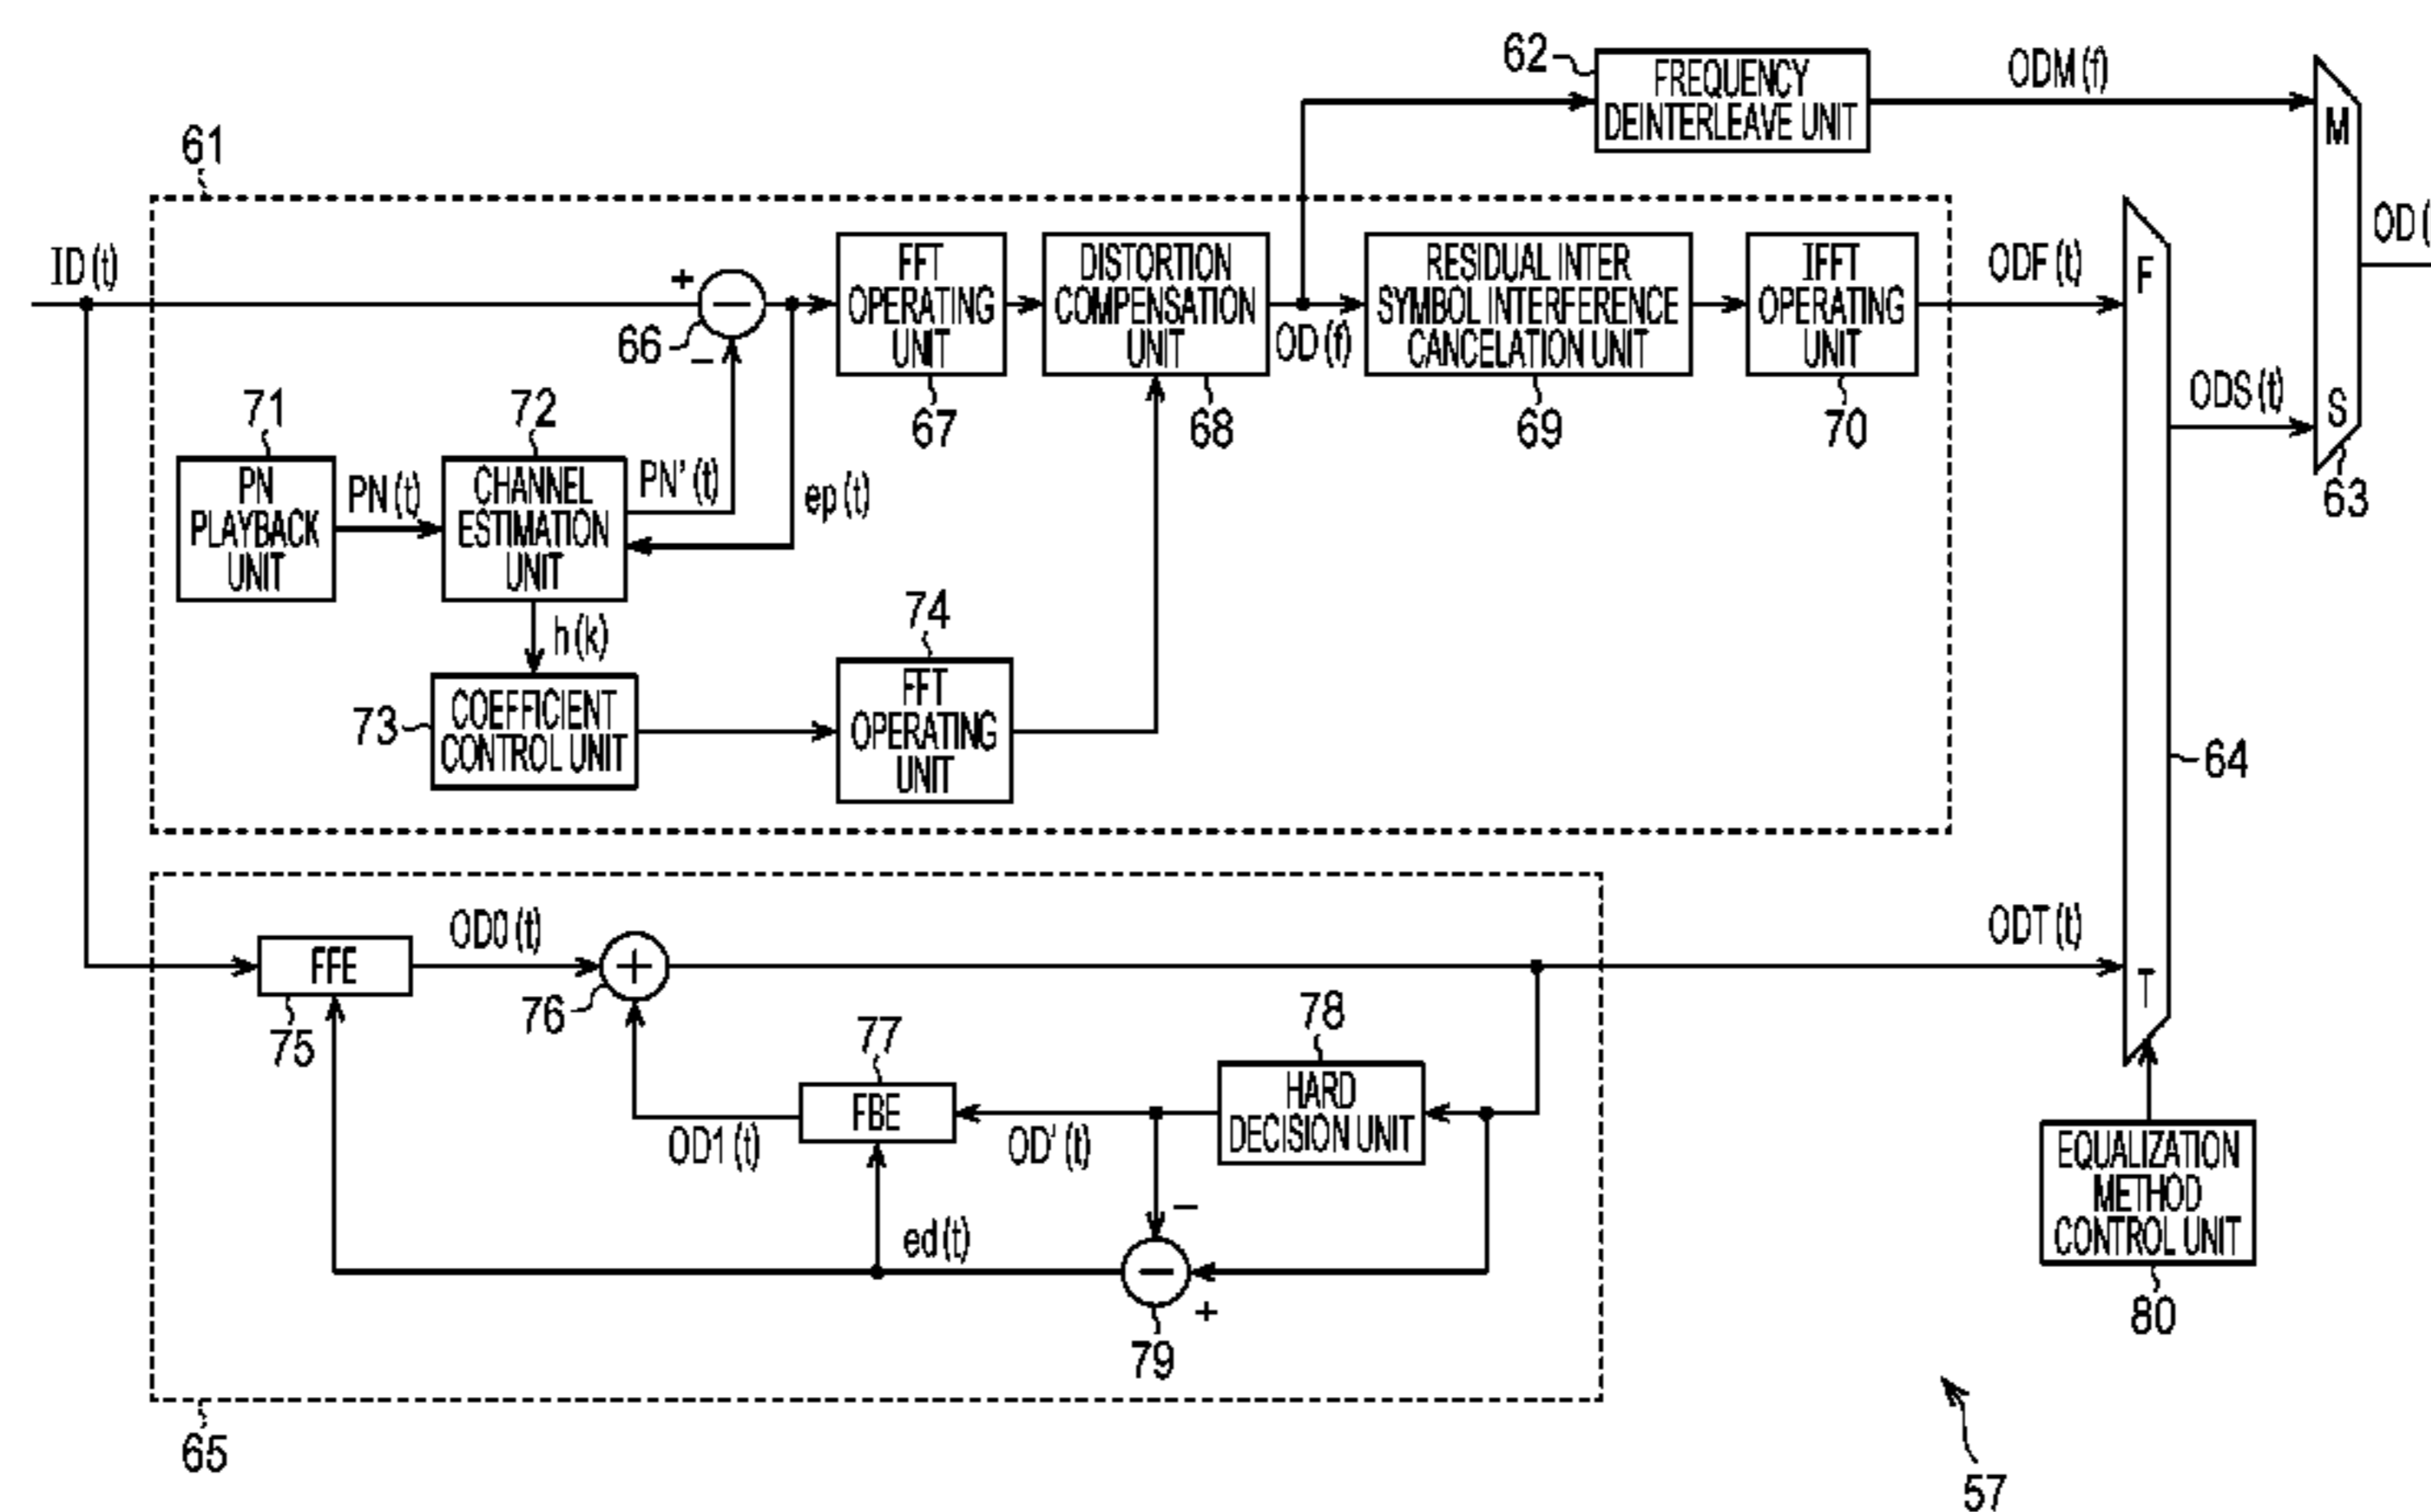 62
FREQUENCY
DEINTERLEAVE UNIT
ODM (f)
M
61
ID (t)
+
−
66
−
FFT
OPERATING
UNIT
67
DISTORTION
COMPENSATION
UNIT
68
OD (f)
RESIDUAL INTER
SYMBOL INTERFERENCE
CANCELATION UNIT
69
IFFT
OPERATING
UNIT
70
ODF (t)
F
OD (
ODS (t)
S
63
71
PN
PLAYBACK
UNIT
PN (t)
72
CHANNEL
ESTIMATION
UNIT
PN' (t)
ep (t)
h (k)
73
COEFFICIENT
CONTROL UNIT
74
FFT
OPERATING
UNIT
64
FFE
75
OD0 (t)
+
76
ODT (t)
T
77
FBE
OD1 (t)
OD' (t)
78
HARD
DECISION UNIT
−
ed (t)
−
+
79
EQUALIZATION
METHOD
CONTROL UNIT
80
65
57